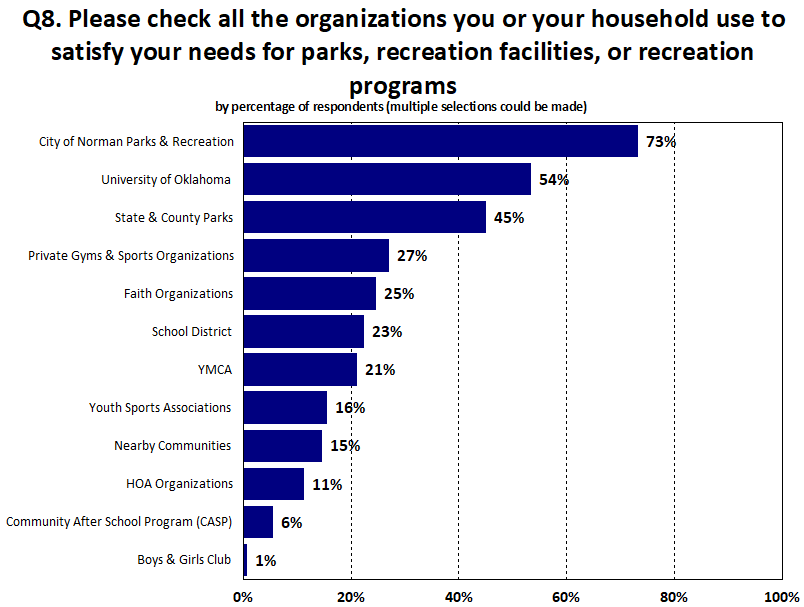 Q8. Please check all the organizations you or your household use to
satisfy your needs for parks, recreation facilities, or recreation
programs
by percentage of respondents (multiple selections could be made)
City of Norman Parks & Recreation 73%
University of Oklahoma 54%
State & County Parks 45%
Private Gyms & Sports Organizations 27%
Faith Organizations 25%
School District 23%
YMCA 21%
Youth Sports Associations 16%
Nearby Communities 15%
HOA Organizations 11%
Community After School Program (CASP) 6%
Boys & Girls Club 1%
0% 20% 40% 60% 80% 100%